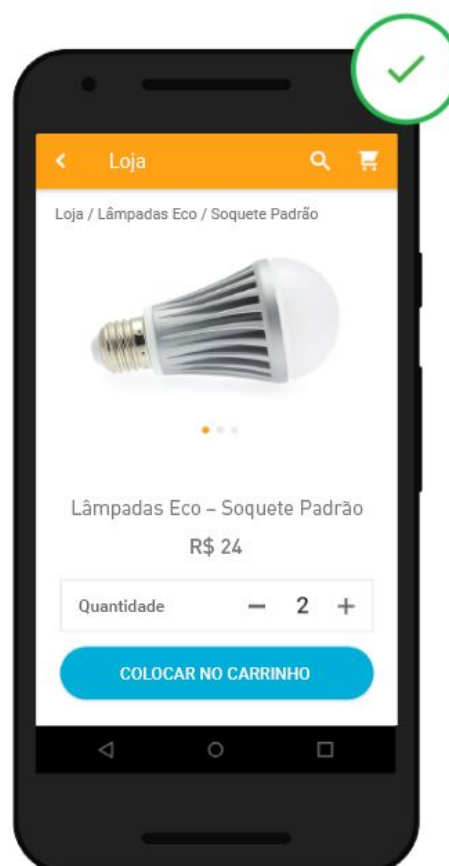 Loja
Loja / Lâmpadas Eco / Soquete Padrão
Lâmpadas Eco – Soquete Padrão
R$ 24
Quantidade
2
COLOCAR NO CARRINHO